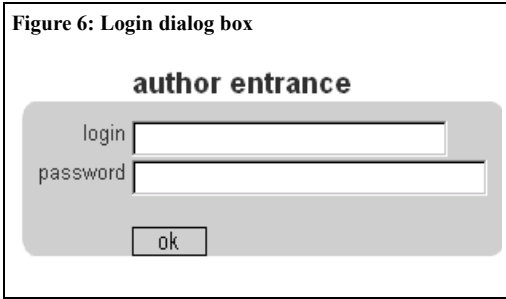 Figure 6: Login dialog box
author entrance
login
password
ok